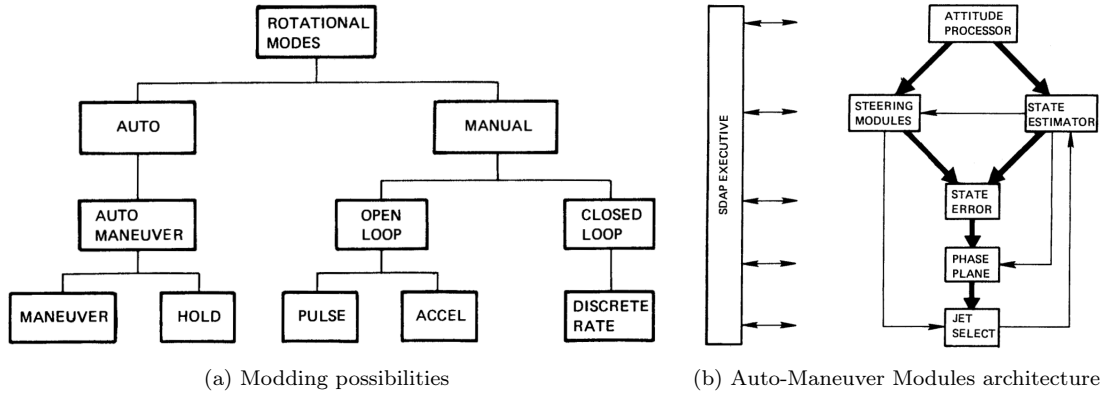 ROTATIONAL
MODES
AUTO
MANUAL
AUTO
MANEUVER
OPEN
LOOP
CLOSED
LOOP
MANEUVER
HOLD
PULSE
ACCEL
DISCRETE
RATE
(a) Modding possibilities
SDAP EXECUTIVE
ATTITUDE
PROCESSOR
STEERING
MODULES
STATE
ESTIMATOR
STATE
ERROR
PHASE
PLANE
JET
SELECT
(b) Auto-Maneuver Modules architecture